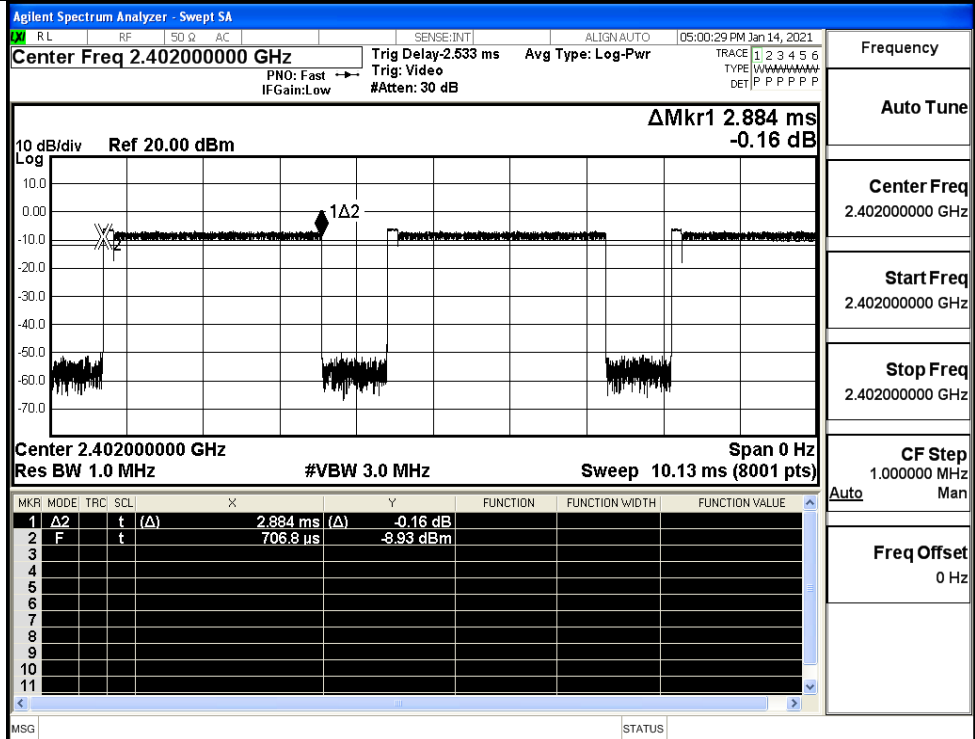 Agilent Spectrum Analyzer - Swept SA
LXI RL RF 50 Ω AC SENSE:INT ALIGNAUTO 05:00:29 PM Jan 14, 2021
Center Freq 2.402000000 GHz
PNO: Fast
IFGain:Low
Trig Delay-2.533 ms
Trig: Video
#Atten: 30 dB
Avg Type: Log-Pwr
TRACE 1 2 3 4 5 6
TYPE WWWWWW
DET P P P P P P
ΔMkr1 2.884 ms
-0.16 dB
10 dB/div Ref 20.00 dBm
Log
10.0
0.00
-10.0
-20.0
-30.0
-40.0
-50.0
-60.0
-70.0
1Δ2
2
Center 2.402000000 GHz Span 0 Hz
Res BW 1.0 MHz #VBW 3.0 MHz Sweep 10.13 ms (8001 pts)
MKR MODE TRC SCL X Y FUNCTION FUNCTION WIDTH FUNCTION VALUE
1 Δ2 t (Δ) 2.884 ms (Δ) -0.16 dB
2 F t 706.8 µs -8.93 dBm
3
4
5
6
7
8
9
10
11
MSG STATUS
Frequency
Auto Tune
Center Freq
2.402000000 GHz
Start Freq
2.402000000 GHz
Stop Freq
2.402000000 GHz
CF Step
1.000000 MHz
Auto Man
Freq Offset
0 Hz